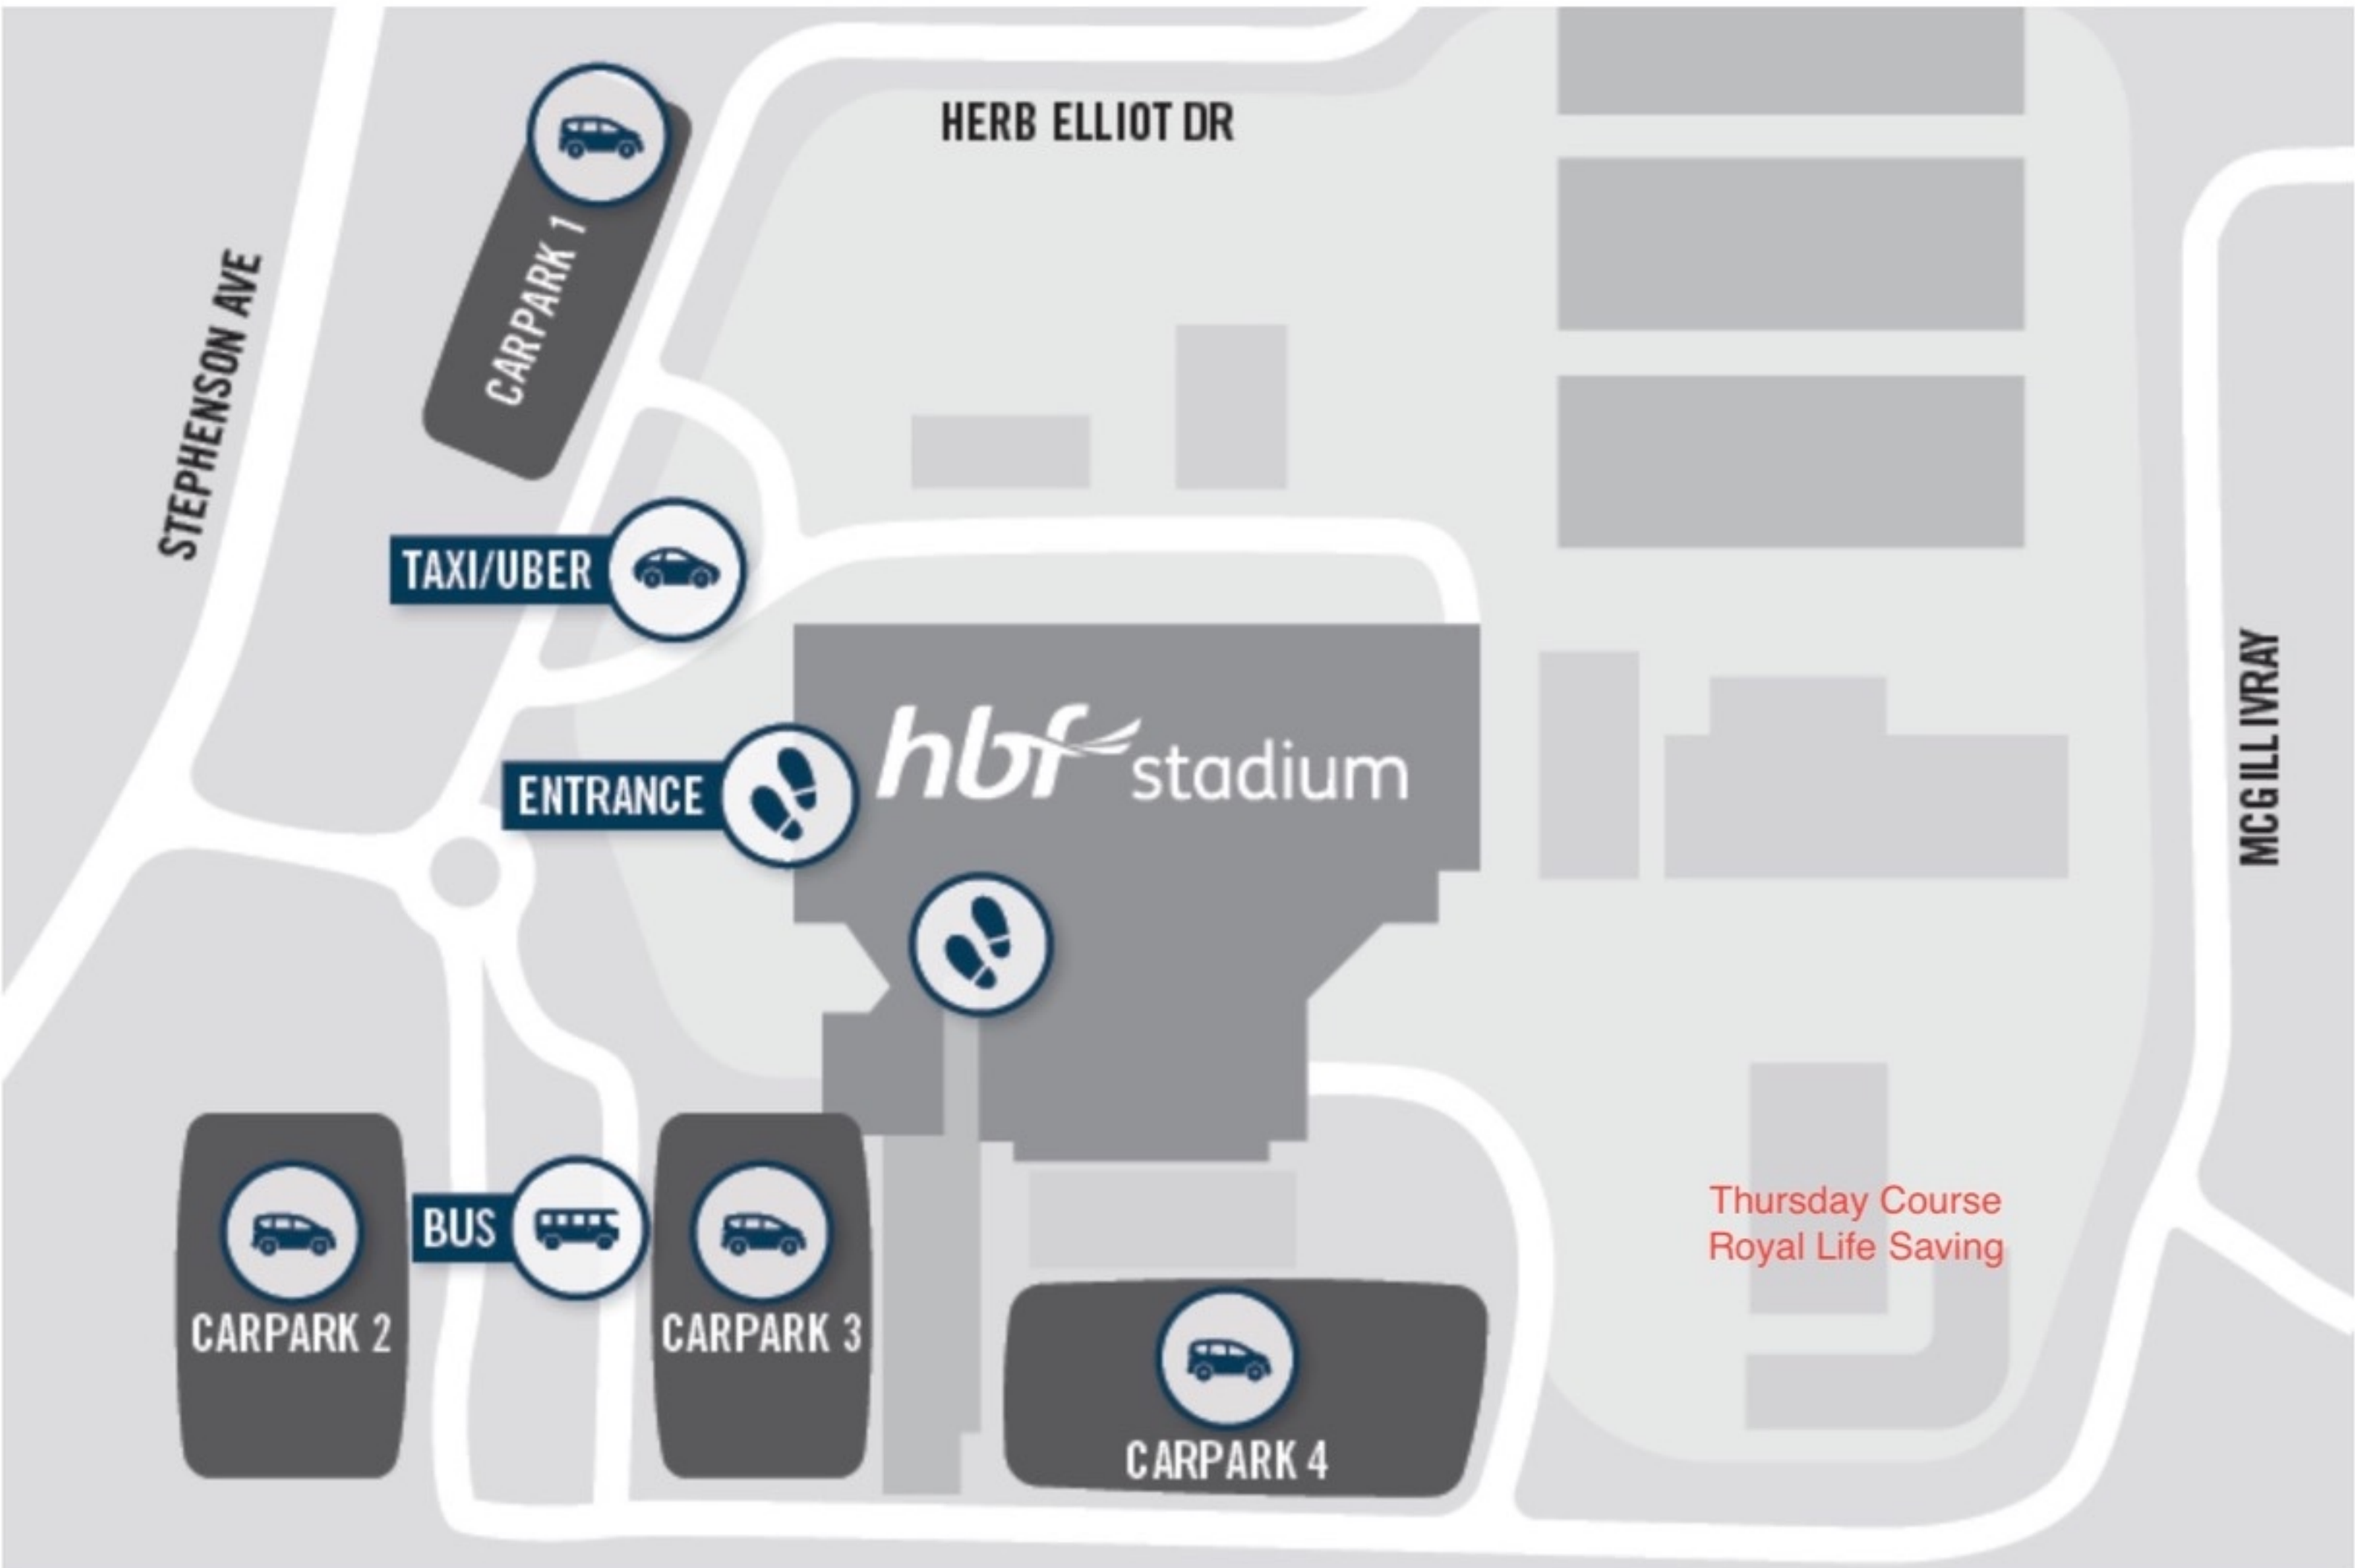 HERB ELLIOT DR
CARPARK 1
STEPHENSON AVE
TAXI/UBER
hbf stadium
ENTRANCE
MCGILLIVRAY
BUS
Thursday Course
Royal Life Saving
CARPARK 2
CARPARK 3
CARPARK 4